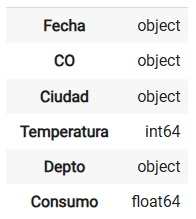 Fecha object
CO object
Ciudad object
Temperatura int64
Depto object
Consumo float64